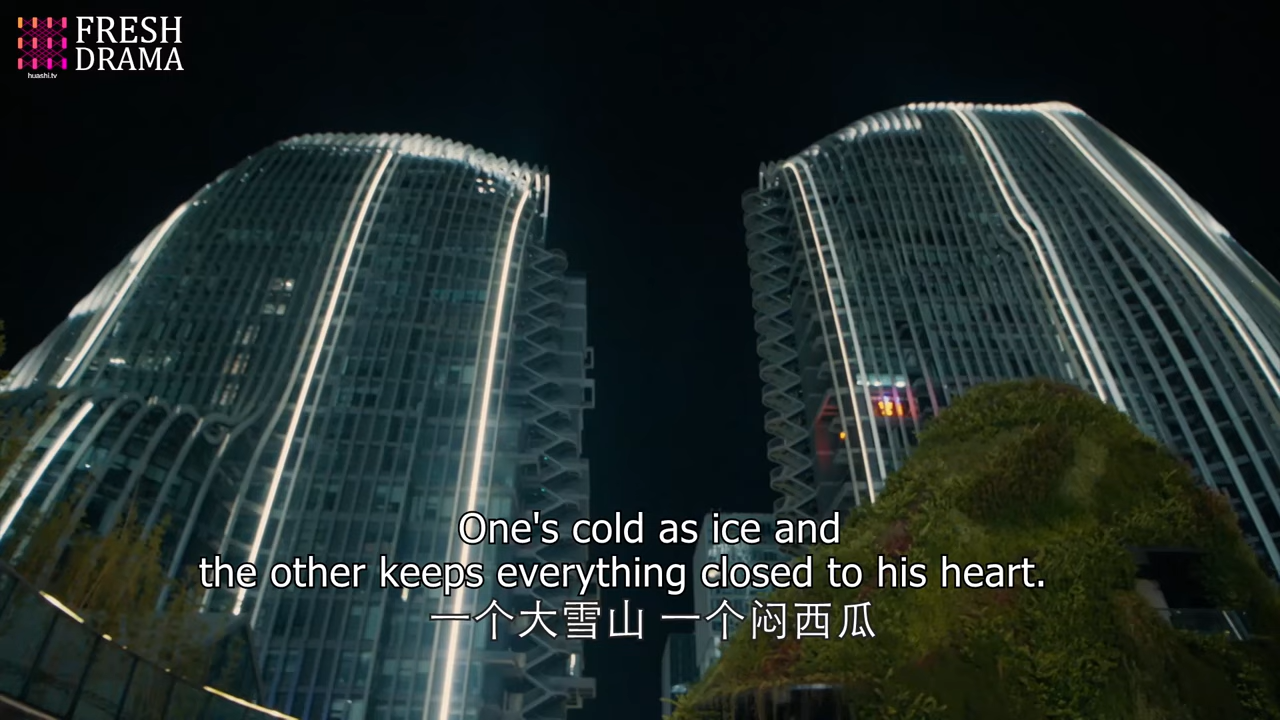 FRESH
DRAMA
huashi.tv
One's cold as ice and
the other keeps everything closed to his heart.
一个大雪山 一个闷西瓜